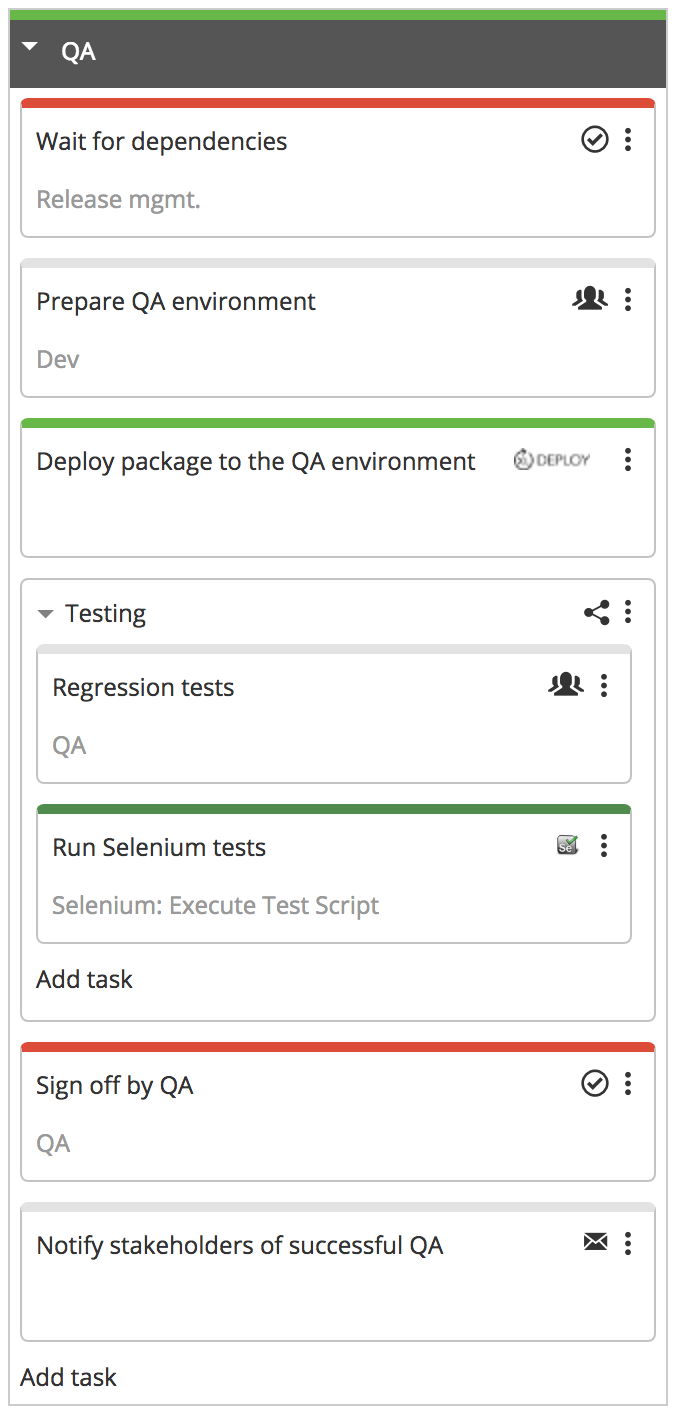 QA
Wait for dependencies
Release mgmt.
Prepare QA environment
Dev
Deploy package to the QA environment DEPLOY
Testing
Regression tests
QA
Run Selenium tests Se
Selenium: Execute Test Script
Add task
Sign off by QA
QA
Notify stakeholders of successful QA
Add task